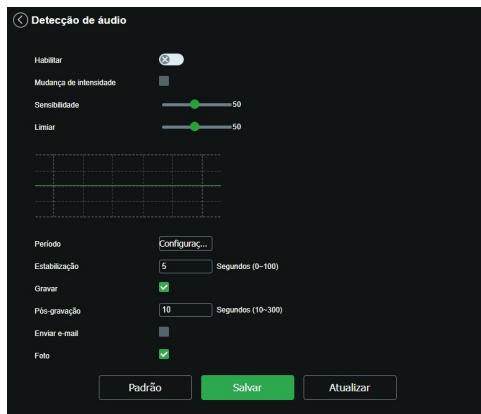 Detecção de áudio
Habilitar
Mudança de intensidade
Sensibilidade 50
Limiar 50
Período Configuraç...
Estabilização 5 Segundos (0~100)
Gravar
Pós-gravação 10 Segundos (10~300)
Enviar e-mail
Foto
Padrão Salvar Atualizar